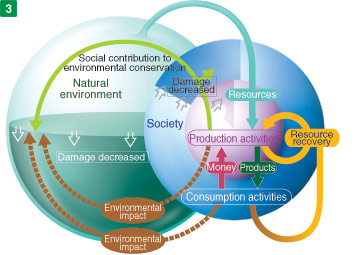 3
Social contribution to
environmental conservation
Natural
environment
Damage
decreased
Resources
Society
Production activities
Resource
recovery
Damage decreased
Money
Products
Consumption activities
Environmental
impact
Environmental
impact